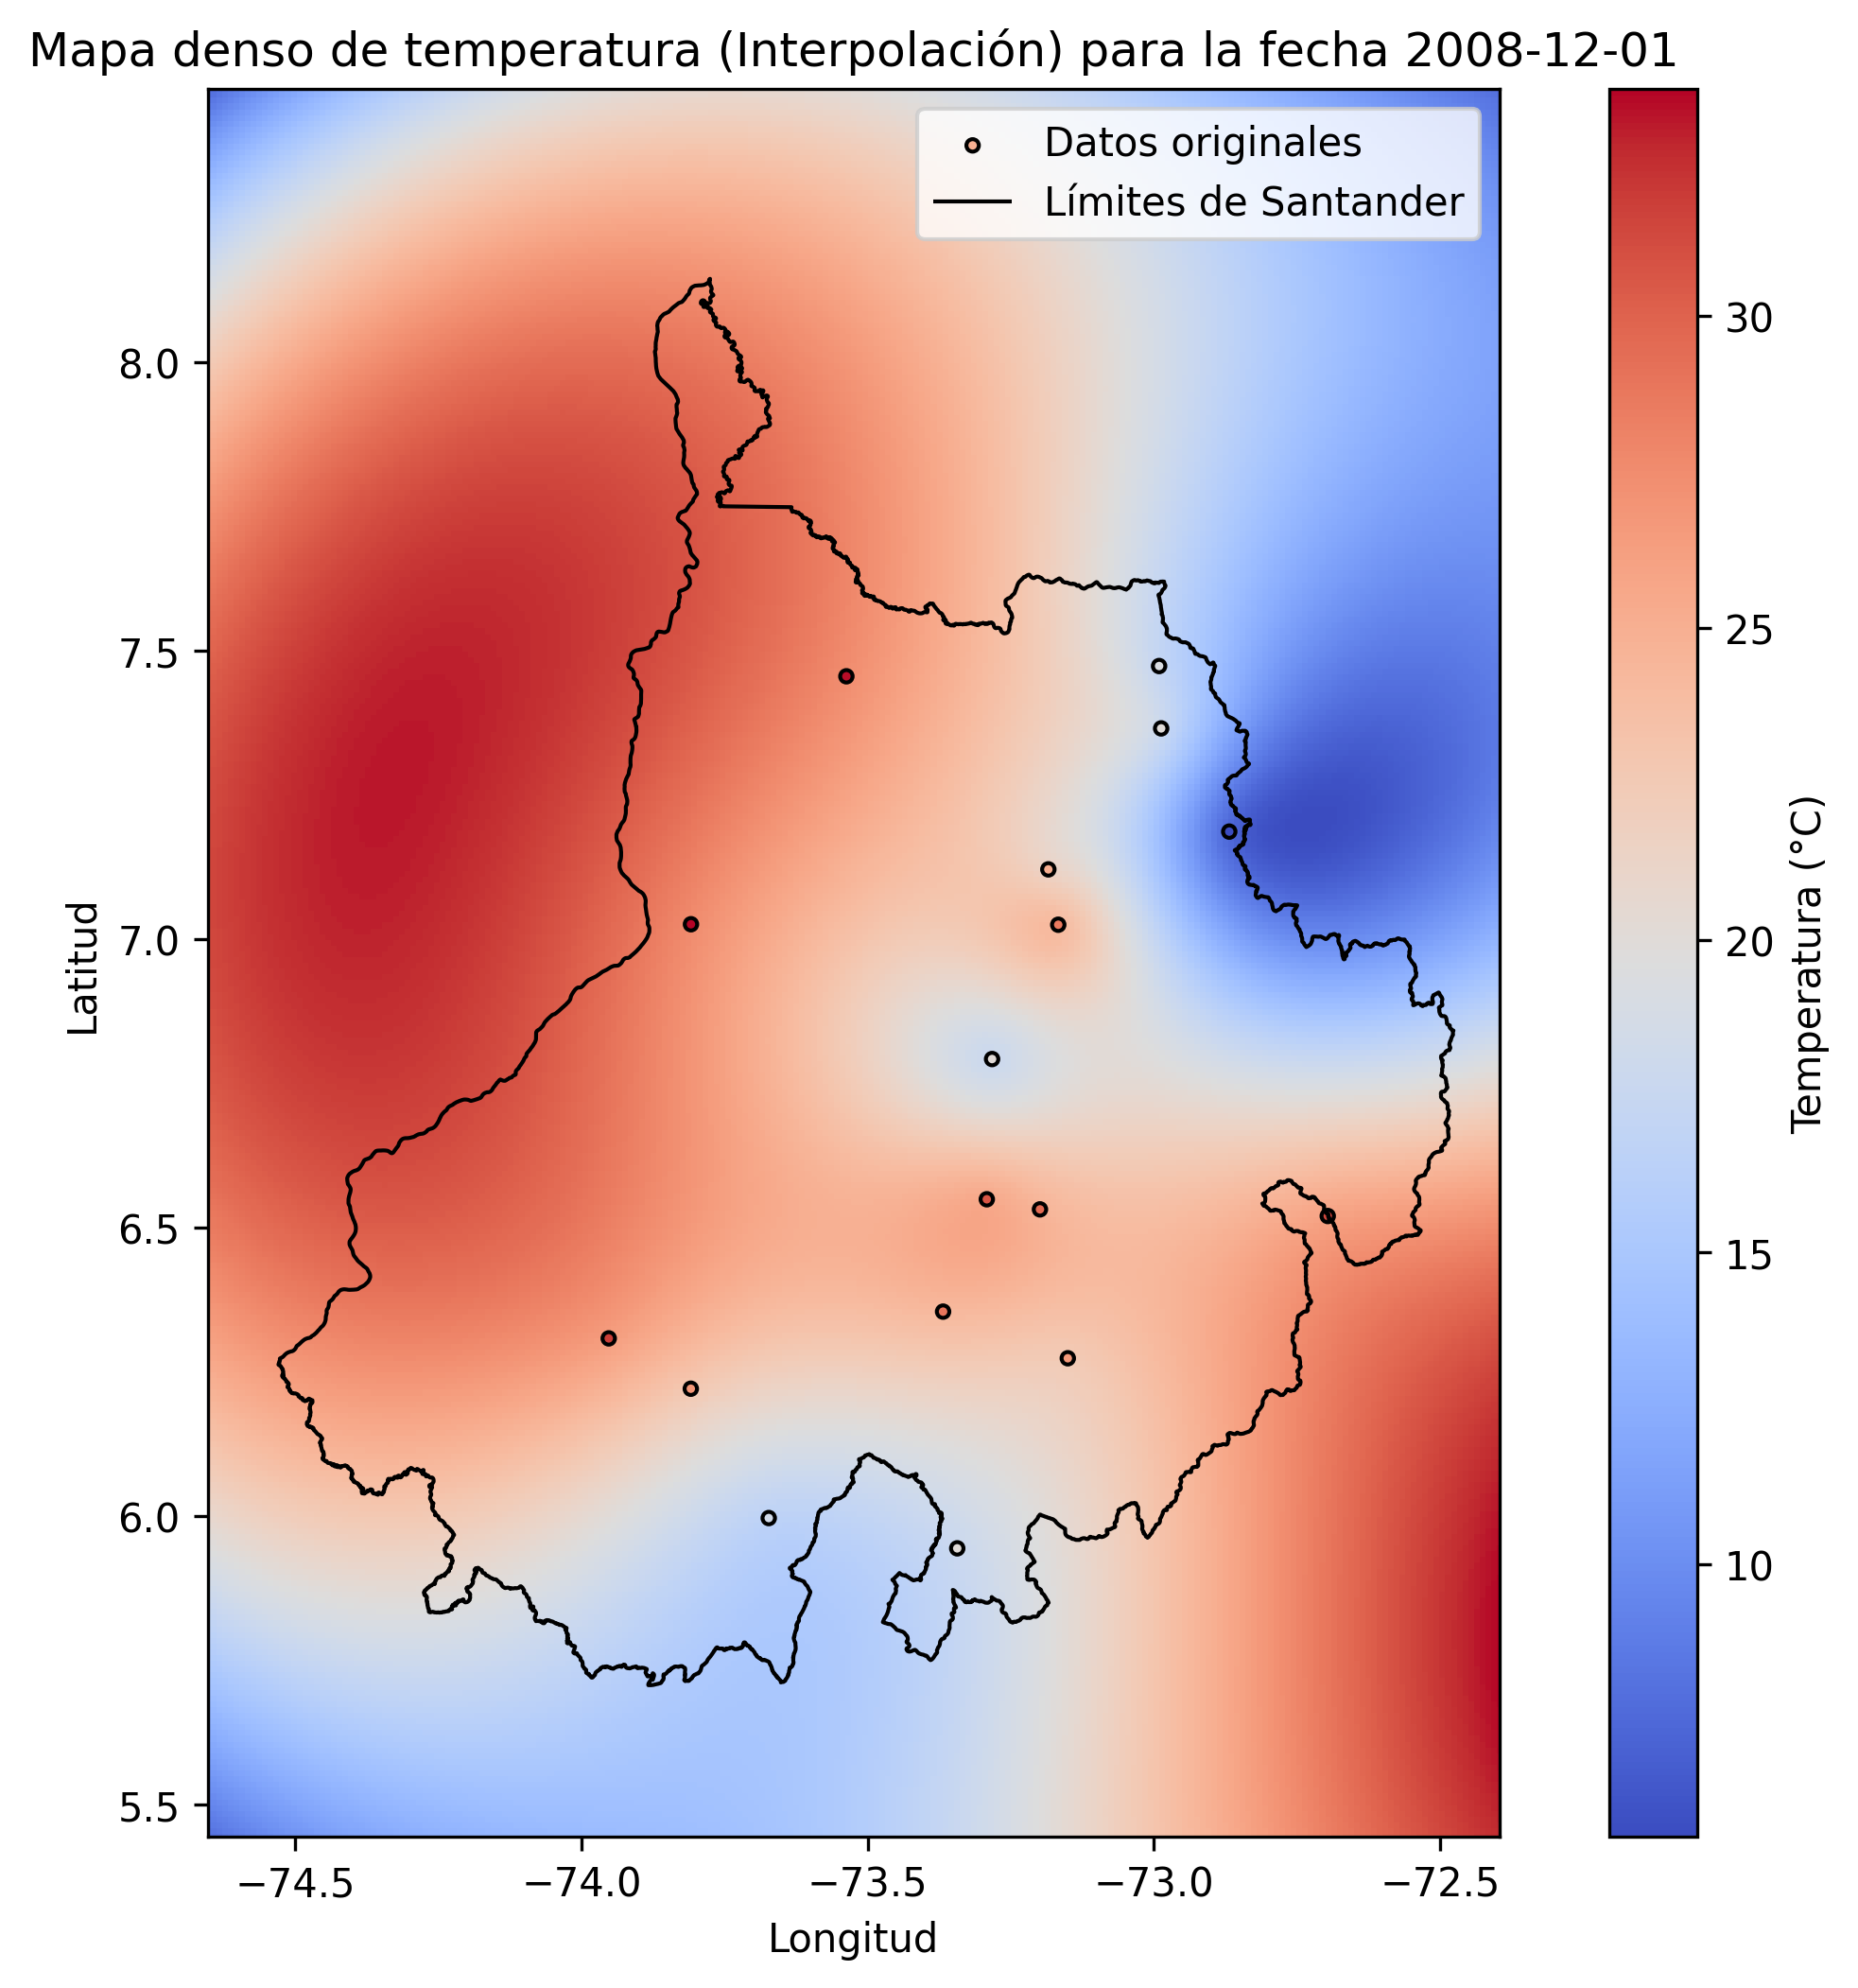 Mapa denso de temperatura (Interpolación) para la fecha 2008-12-01
Datos originales
Límites de Santander
8.0
7.5
7.0
6.5
6.0
5.5
Latitud
−74.5 −74.0 −73.5 −73.0 −72.5
Longitud
30
25
20
15
10
Temperatura (°C)